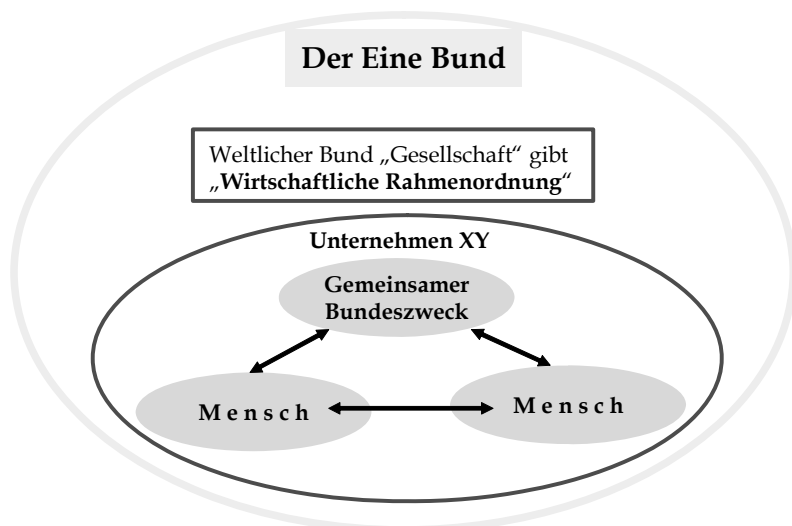 Der Eine Bund
Weltlicher Bund „Gesellschaft“ gibt
„Wirtschaftliche Rahmenordnung“
Unternehmen XY
Gemeinsamer
Bundeszweck
M e n s c h
M e n s c h